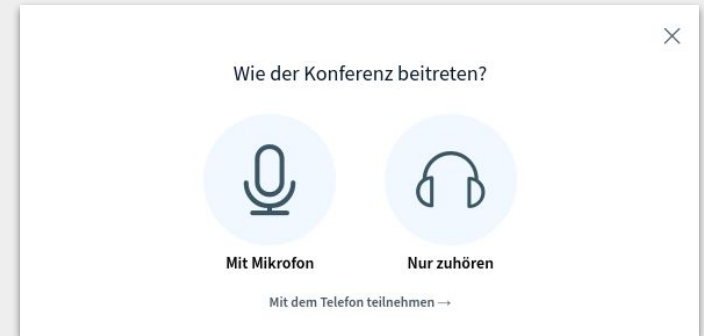 Wie der Konferenz beitreten?
Mit Mikrofon
Nur zuhören
Mit dem Telefon teilnehmen →